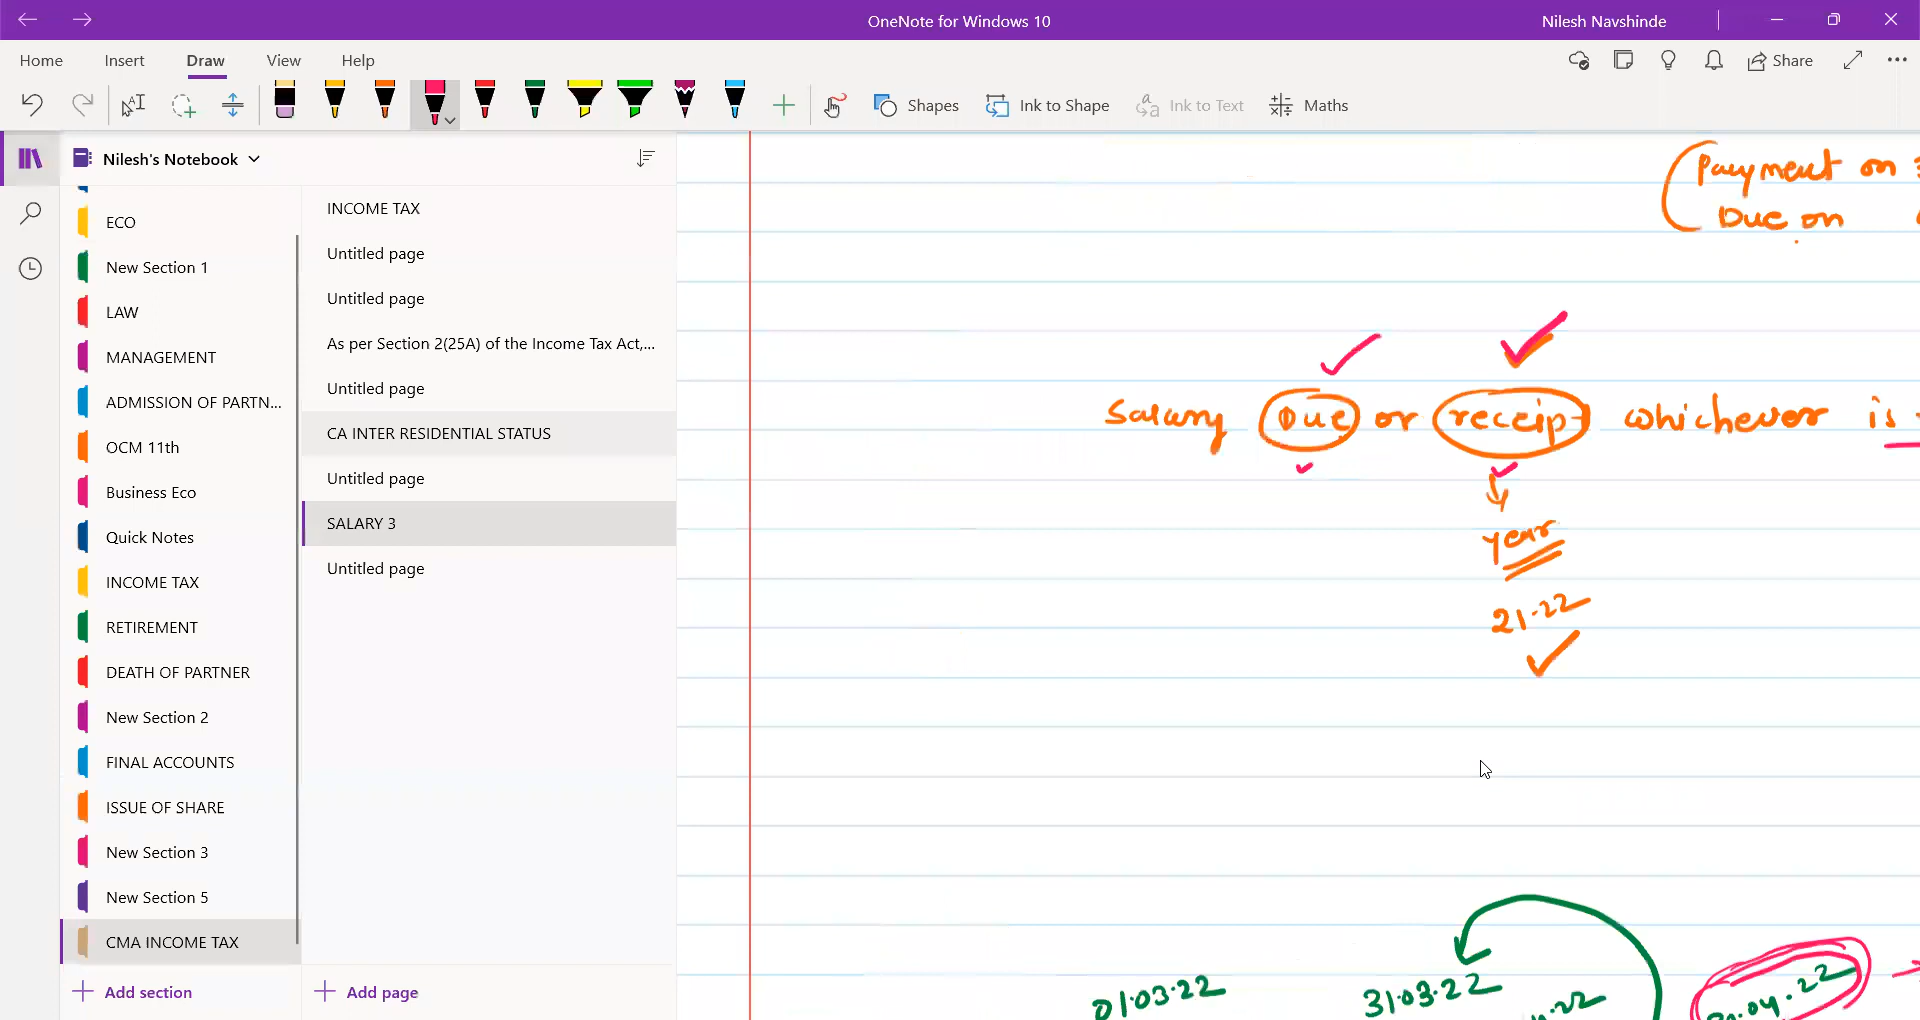 OneNote for Windows 10
Nilesh Navshinde
Home Insert Draw View Help
Share
Shapes Ink to Shape Ink to Text Maths
Nilesh's Notebook
ECO
New Section 1
LAW
MANAGEMENT
ADMISSION OF PARTN...
OCM 11th
Business Eco
Quick Notes
INCOME TAX
RETIREMENT
DEATH OF PARTNER
New Section 2
FINAL ACCOUNTS
ISSUE OF SHARE
New Section 3
New Section 5
CMA INCOME TAX
Add section
INCOME TAX
Untitled page
Untitled page
As per Section 2(25A) of the Income Tax Act,...
Untitled page
CA INTER RESIDENTIAL STATUS
Untitled page
SALARY 3
Untitled page
Add page
Payment on
Due on
Salary Due or receipt whichever is
year
21-22
01.03.22 31.03.22